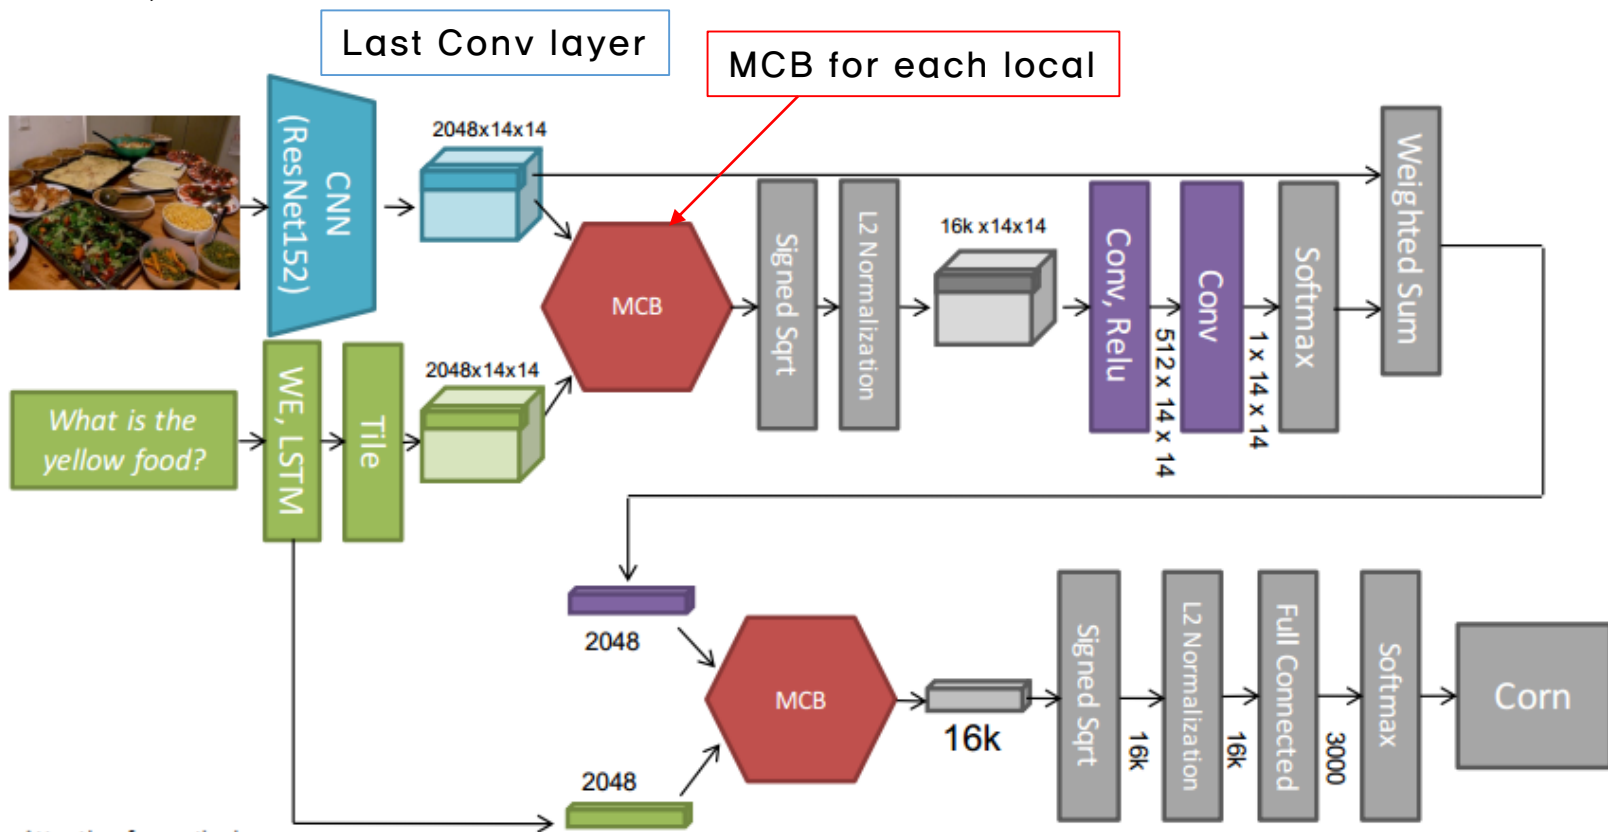 Last Conv layer
MCB for each local
CNN
(ResNet152)
2048x14x14
MCB
Signed Sqrt
L2 Normalization
16k x14x14
Conv, Relu
512 x 14 x 14
Conv
1 x 14 x 14
Softmax
Weighted Sum
What is the
yellow food?
WE, LSTM
Tile
2048x14x14
2048
2048
MCB
16k
Signed Sqrt
16k
L2 Normalization
16k
Full Connected
3000
Softmax
Corn